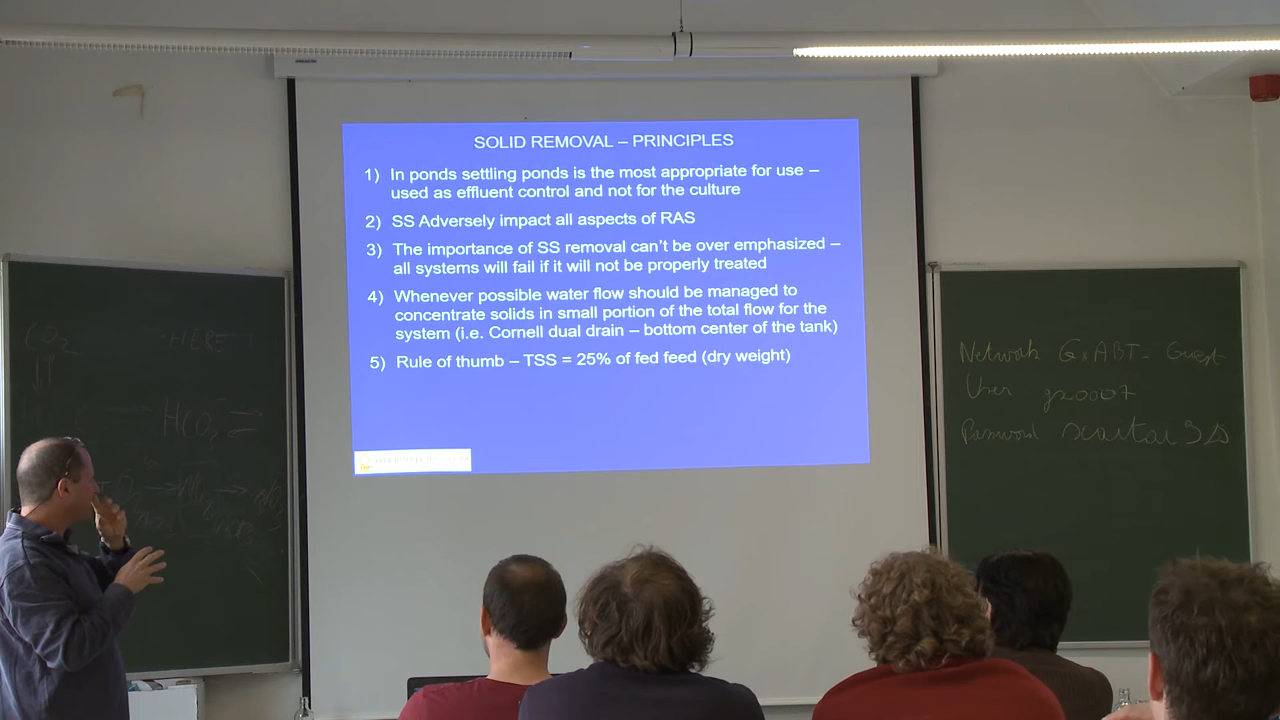 SOLID REMOVAL – PRINCIPLES
1) In ponds settling ponds is the most appropriate for use –
used as effluent control and not for the culture
2) SS Adversely impact all aspects of RAS
3) The importance of SS removal can't be over emphasized –
all systems will fail if it will not be properly treated
4) Whenever possible water flow should be managed to
concentrate solids in small portion of the total flow for the
system (i.e. Cornell dual drain – bottom center of the tank)
5) Rule of thumb – TSS = 25% of fed feed (dry weight)
CO2
HERE
HCO3
Network GxABT- Guest
User gx0007
Password